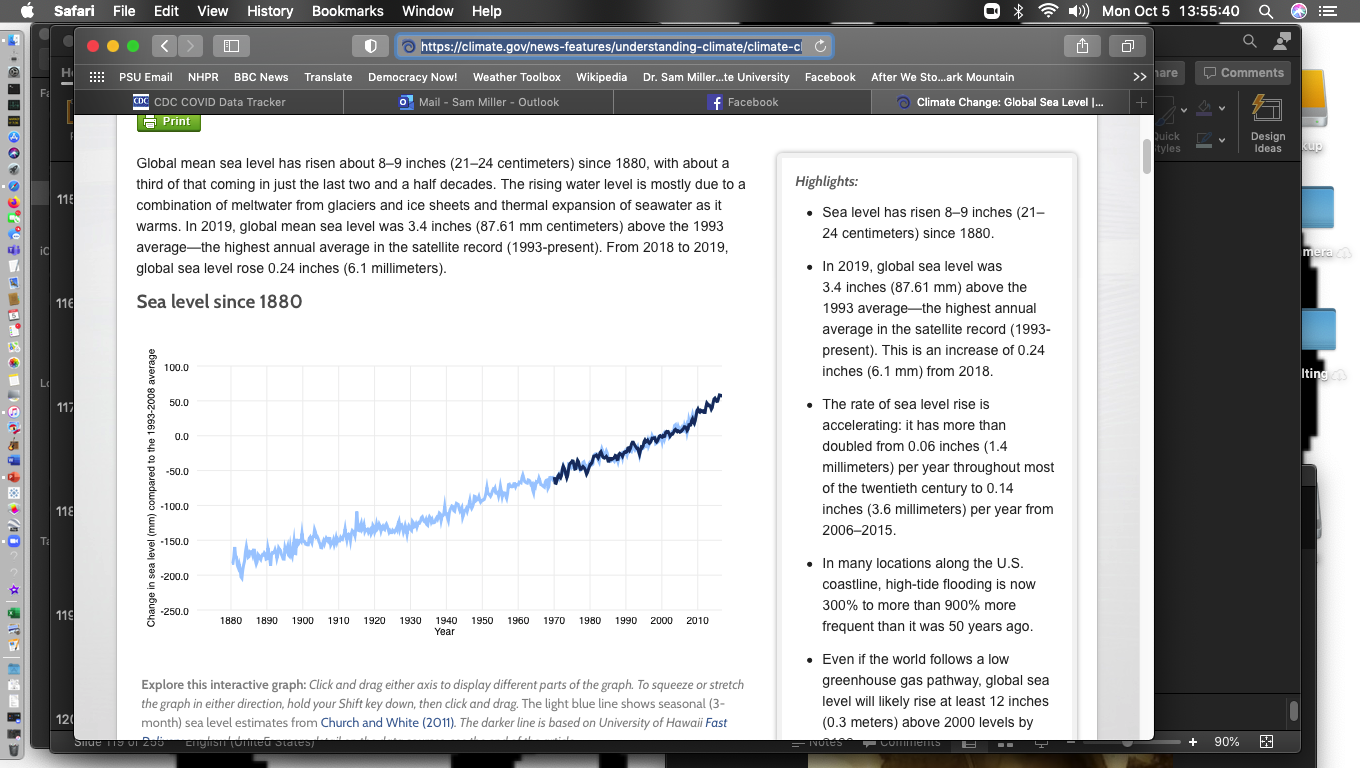 Safari File Edit View History Bookmarks Window Help Mon Oct 5 13:55:40
https://climate.gov/news-features/understanding-climate/climate-c
PSU Email NHPR BBC News Translate Democracy Now! Weather Toolbox Wikipedia Dr. Sam Miller...te University Facebook After We Sto...ark Mountain
CDC COVID Data Tracker Mail - Sam Miller - Outlook Facebook Climate Change: Global Sea Level |...
Print
Global mean sea level has risen about 8–9 inches (21–24 centimeters) since 1880, with about a
third of that coming in just the last two and a half decades. The rising water level is mostly due to a
combination of meltwater from glaciers and ice sheets and thermal expansion of seawater as it
warms. In 2019, global mean sea level was 3.4 inches (87.61 mm centimeters) above the 1993
average—the highest annual average in the satellite record (1993-present). From 2018 to 2019,
global sea level rose 0.24 inches (6.1 millimeters).
Sea level since 1880
Change in sea level (mm) compared to the 1993-2008 average
100.0
50.0
0.0
-50.0
-100.0
-150.0
-200.0
-250.0
1880 1890 1900 1910 1920 1930 1940 1950 1960 1970 1980 1990 2000 2010
Year
Explore this interactive graph: Click and drag either axis to display different parts of the graph. To squeeze or stretch
the graph in either direction, hold your Shift key down, then click and drag. The light blue line shows seasonal (3-
month) sea level estimates from Church and White (2011). The darker line is based on University of Hawaii Fast
Highlights:
Sea level has risen 8–9 inches (21–
24 centimeters) since 1880.
In 2019, global sea level was
3.4 inches (87.61 mm) above the
1993 average—the highest annual
average in the satellite record (1993-
present). This is an increase of 0.24
inches (6.1 mm) from 2018.
The rate of sea level rise is
accelerating: it has more than
doubled from 0.06 inches (1.4
millimeters) per year throughout most
of the twentieth century to 0.14
inches (3.6 millimeters) per year from
2006–2015.
In many locations along the U.S.
coastline, high-tide flooding is now
300% to more than 900% more
frequent than it was 50 years ago.
Even if the world follows a low
greenhouse gas pathway, global sea
level will likely rise at least 12 inches
(0.3 meters) above 2000 levels by
Comments
Design
Ideas
115
116
117
118
119
120
Slide 119 of 255 English (United States) Notes Comments 90%